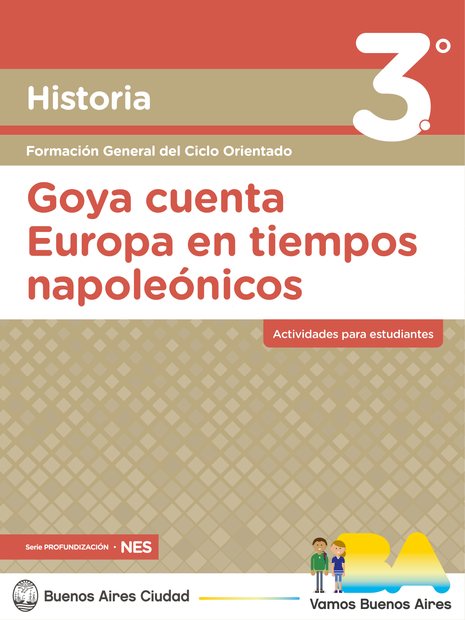 3.°
Historia
Formación General del Ciclo Orientado
Goya cuenta
Europa en tiempos
napoleónicos
Actividades para estudiantes
Serie PROFUNDIZACIÓN • NES
Buenos Aires Ciudad
BA
Vamos Buenos Aires